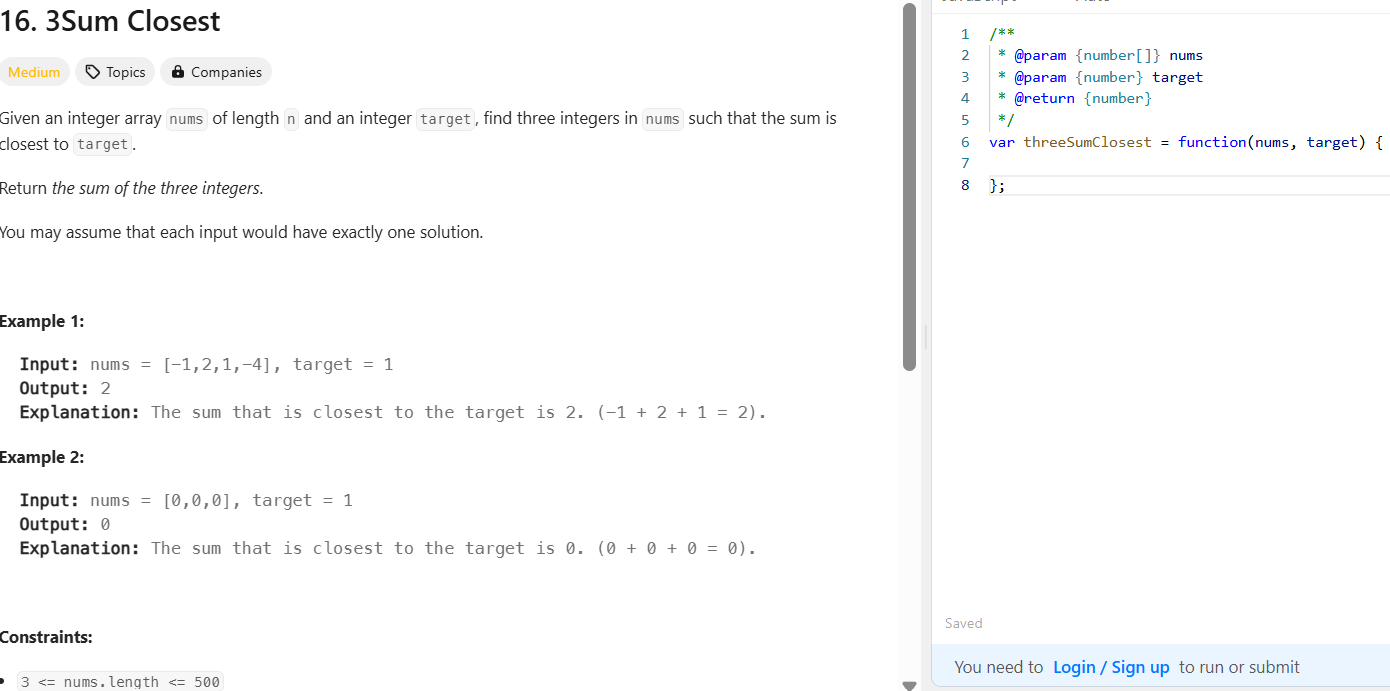 16. 3Sum Closest
Medium Topics Companies
Given an integer array nums of length n and an integer target, find three integers in nums such that the sum is
closest to target.
Return the sum of the three integers.
You may assume that each input would have exactly one solution.
Example 1:
Input: nums = [-1,2,1,-4], target = 1
Output: 2
Explanation: The sum that is closest to the target is 2. (-1 + 2 + 1 = 2).
Example 2:
Input: nums = [0,0,0], target = 1
Output: 0
Explanation: The sum that is closest to the target is 0. (0 + 0 + 0 = 0).
Constraints:
3 <= nums.length <= 500
1 /**
2 * @param {number[]} nums
3 * @param {number} target
4 * @return {number}
5 */
6 var threeSumClosest = function(nums, target) {
7
8 };
Saved
You need to Login / Sign up to run or submit